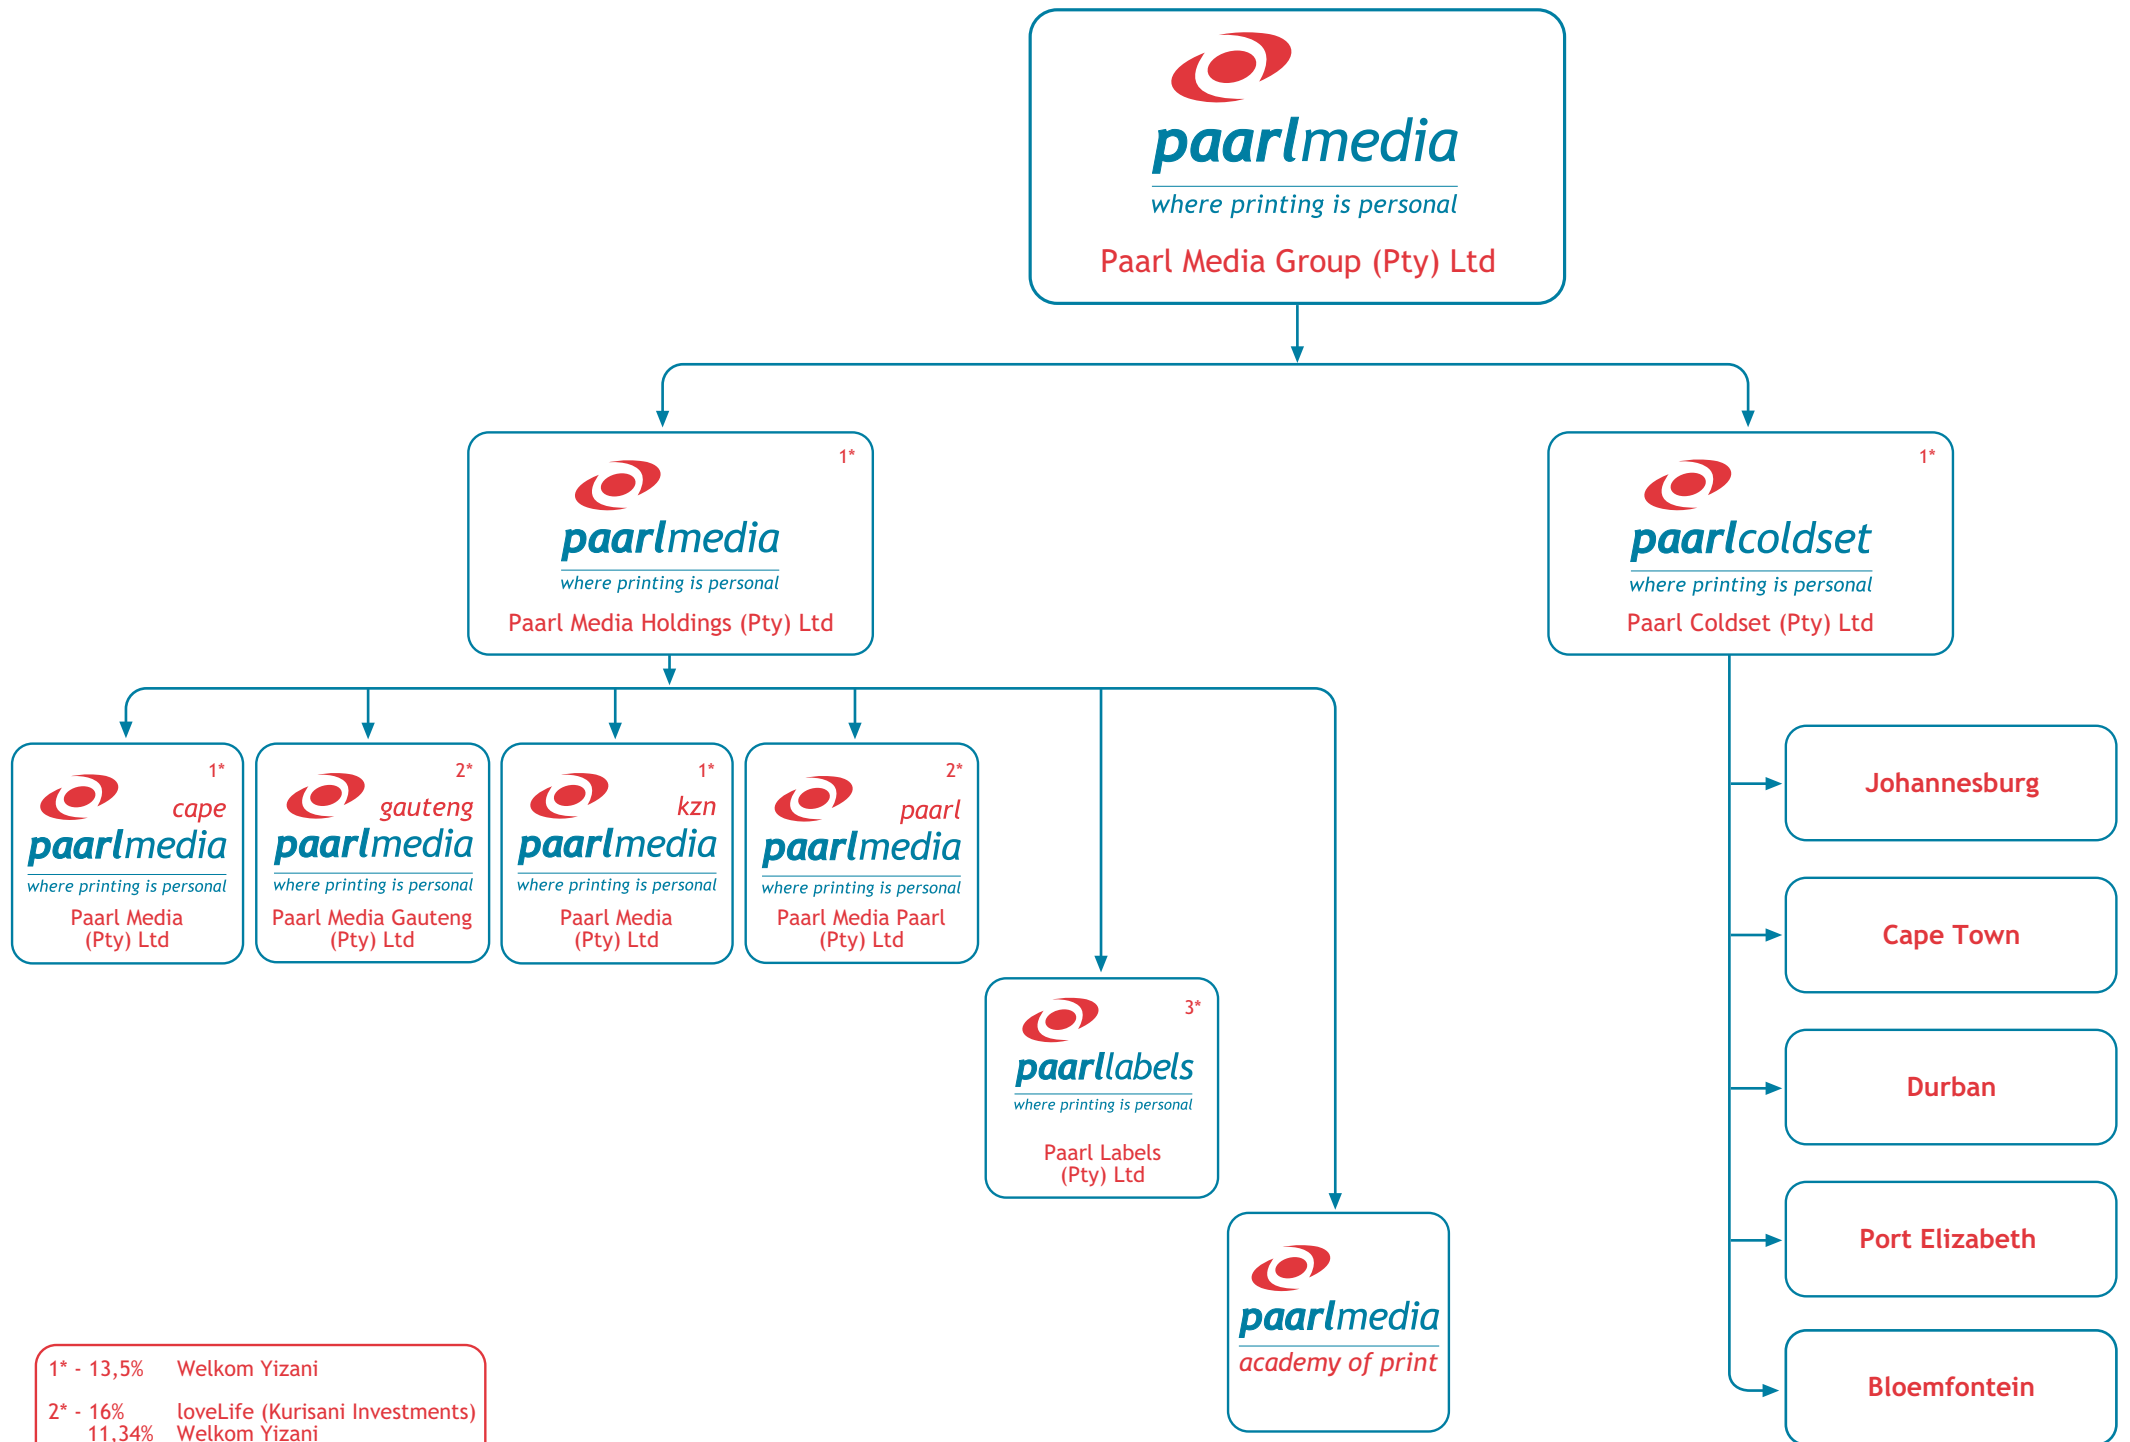 paarlmedia
where printing is personal
Paarl Media Group (Pty) Ltd
1*
paarlmedia
where printing is personal
Paarl Media Holdings (Pty) Ltd
1*
paarlcoldset
where printing is personal
Paarl Coldset (Pty) Ltd
1*
cape
paarlmedia
where printing is personal
Paarl Media
(Pty) Ltd
2*
gauteng
paarlmedia
where printing is personal
Paarl Media Gauteng
(Pty) Ltd
1*
kzn
paarlmedia
where printing is personal
Paarl Media
(Pty) Ltd
2*
paarl
paarlmedia
where printing is personal
Paarl Media Paarl
(Pty) Ltd
3*
paarllabels
where printing is personal
Paarl Labels
(Pty) Ltd
paarlmedia
academy of print
Johannesburg
Cape Town
Durban
Port Elizabeth
Bloemfontein
1* - 13,5% Welkom Yizani
2* - 16% loveLife (Kurisani Investments)
11,34% Welkom Yizani